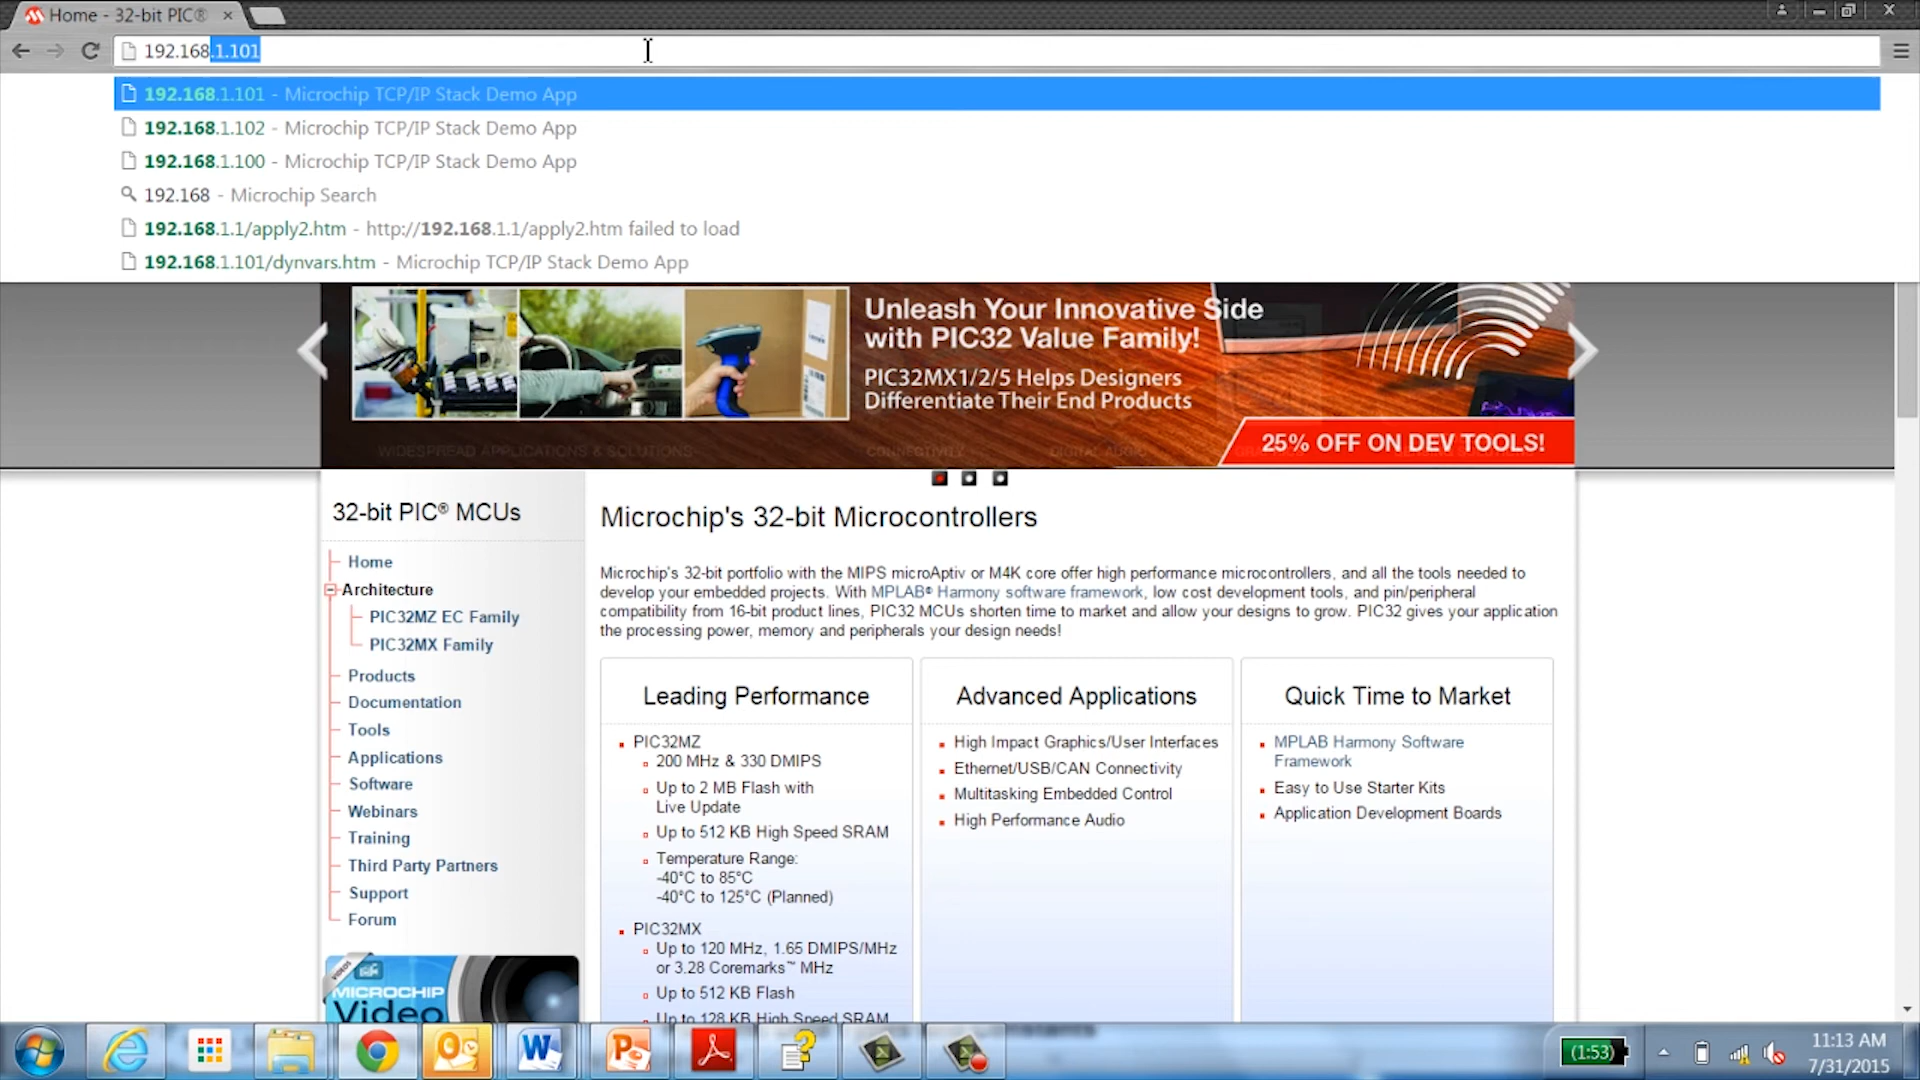 Home - 32-bit PIC®
192.168.1.101
192.168.1.101 - Microchip TCP/IP Stack Demo App
192.168.1.102 - Microchip TCP/IP Stack Demo App
192.168.1.100 - Microchip TCP/IP Stack Demo App
192.168 - Microchip Search
192.168.1.1/apply2.htm - http://192.168.1.1/apply2.htm failed to load
192.168.1.101/dynvars.htm - Microchip TCP/IP Stack Demo App
Unleash Your Innovative Side
with PIC32 Value Family!
PIC32MX1/2/5 Helps Designers
Differentiate Their End Products
WIDESPREAD APPLICATIONS & SOLUTIONS
CONNECTIVITY
DIGITAL AUDIO
25% OFF ON DEV TOOLS!
32-bit PIC® MCUs
Home
Architecture
PIC32MZ EC Family
PIC32MX Family
Products
Documentation
Tools
Applications
Software
Webinars
Training
Third Party Partners
Support
Forum
VIDEOS
MICROCHIP
Video
Microchip's 32-bit Microcontrollers
Microchip's 32-bit portfolio with the MIPS microAptiv or M4K core offer high performance microcontrollers, and all the tools needed to
develop your embedded projects. With MPLAB® Harmony software framework, low cost development tools, and pin/peripheral
compatibility from 16-bit product lines, PIC32 MCUs shorten time to market and allow your designs to grow. PIC32 gives your application
the processing power, memory and peripherals your design needs!
Leading Performance
PIC32MZ
200 MHz & 330 DMIPS
Up to 2 MB Flash with
Live Update
Up to 512 KB High Speed SRAM
Temperature Range:
-40°C to 85°C
-40°C to 125°C (Planned)
PIC32MX
Up to 120 MHz, 1.65 DMIPS/MHz
or 3.28 Coremarks™ MHz
Up to 512 KB Flash
Up to 128 KB High Speed SRAM
Advanced Applications
High Impact Graphics/User Interfaces
Ethernet/USB/CAN Connectivity
Multitasking Embedded Control
High Performance Audio
Quick Time to Market
MPLAB Harmony Software
Framework
Easy to Use Starter Kits
Application Development Boards
(1:53)
11:13 AM
7/31/2015